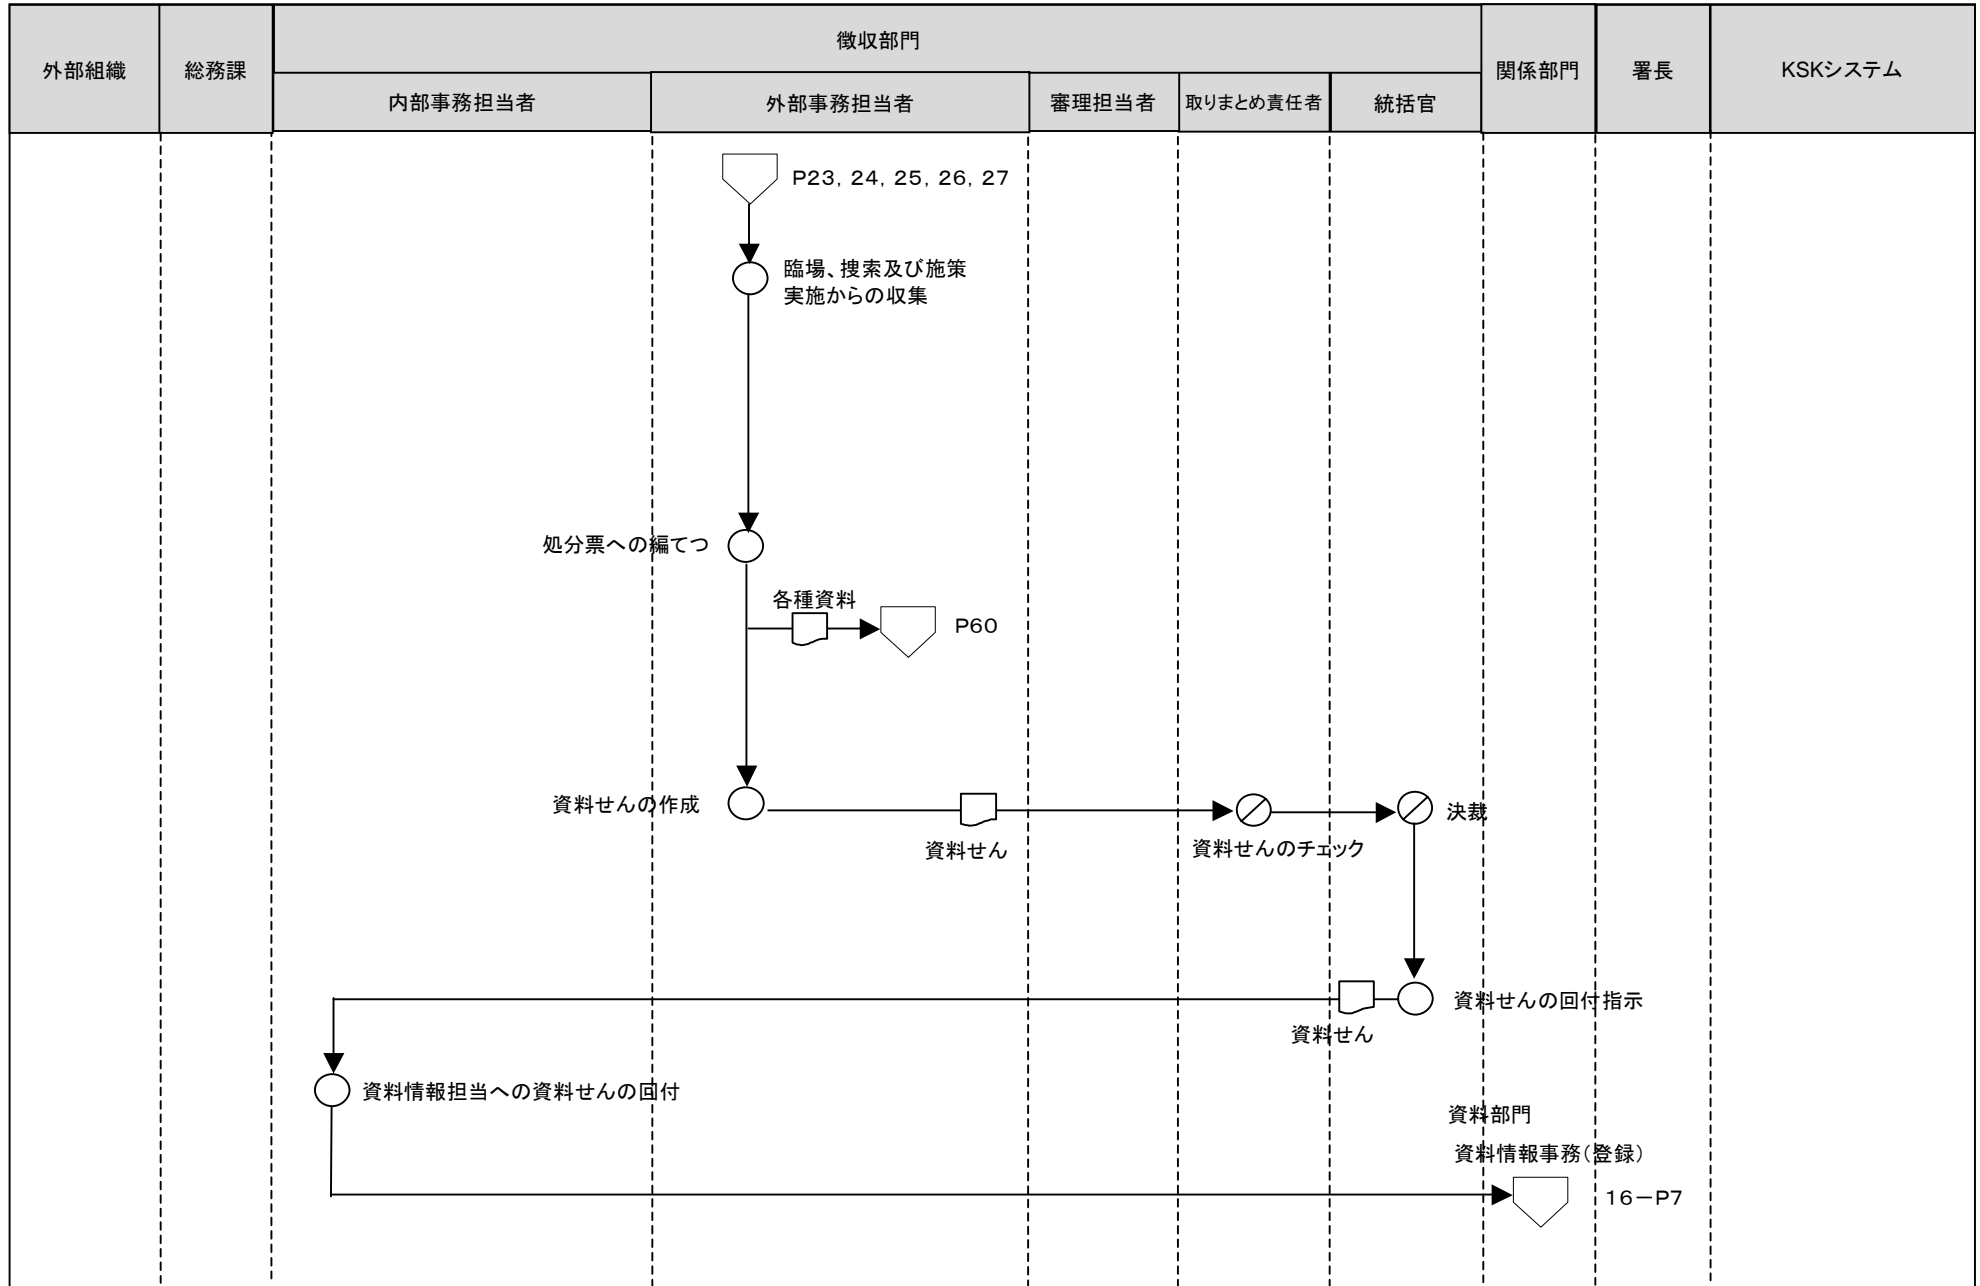 外部組織
総務課
徴収部門
内部事務担当者
外部事務担当者
審理担当者
取りまとめ責任者
統括官
関係部門
署長
KSKシステム
P23, 24, 25, 26, 27
臨場、捜索及び施策
実施からの収集
処分票への編てつ
各種資料
P60
資料せんの作成
資料せん
資料せんのチェック
決裁
資料せんの回付指示
資料せん
資料情報担当への資料せんの回付
資料部門
資料情報事務(登録)
16-P7